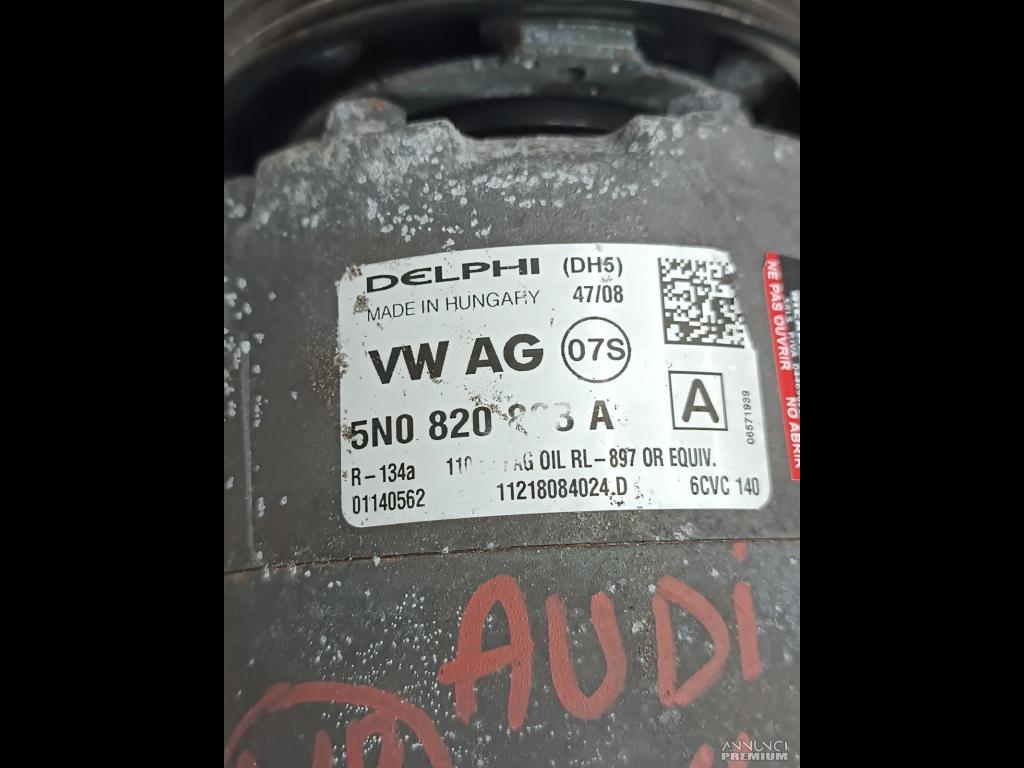 DELPHI (DH5)
MADE IN HUNGARY 47/08
VW AG 07S
5N0 820 A
A
06571939
R-134a OIL RL-897 OR EQUIV.
01140562 11218084024 D 6CVC 140
NE PAS OUVRIR
NO ABRIR
AUDi
ANNUNCI
PREMIUM